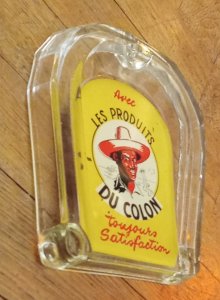 Avec
LES PRODUITS
DU COLON
toujours
Satisfaction